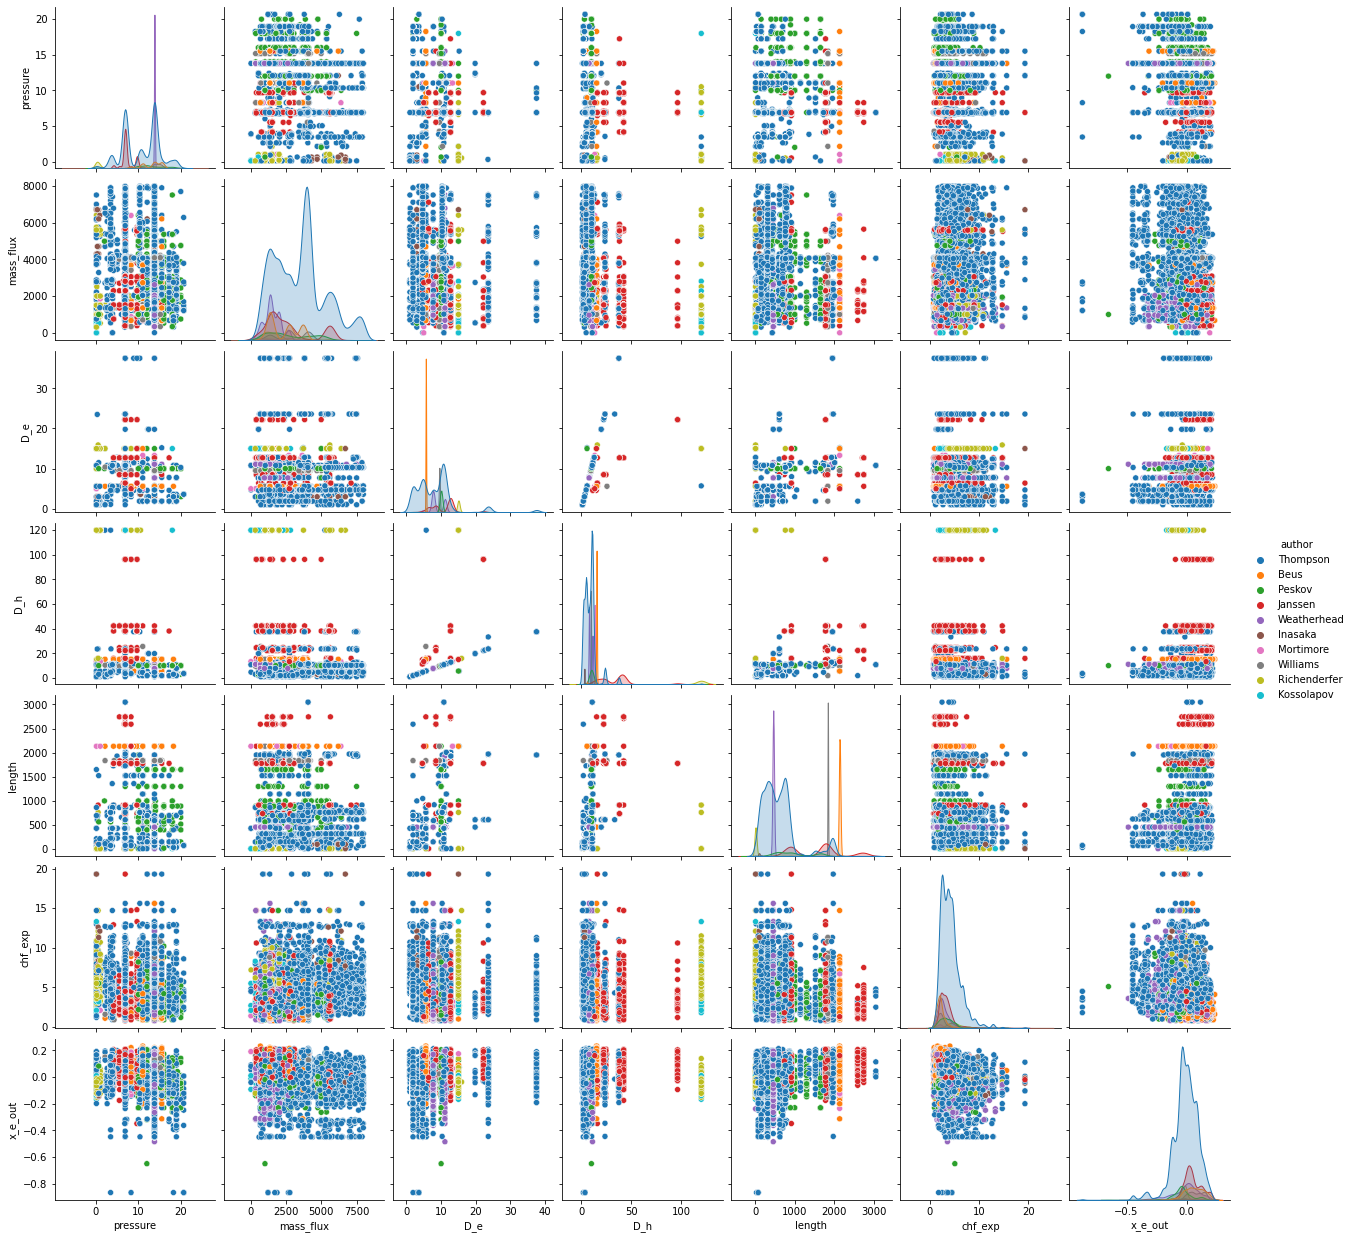 20
15
10
5
0
pressure
8000
6000
4000
2000
0
mass_flux
30
20
10
0
D_e
120
100
80
60
40
20
0
D_h
3000
2500
2000
1500
1000
500
0
length
20
15
10
5
0
chf_exp
0.2
0.0
−0.2
−0.4
−0.6
−0.8
x_e_out
0 10 20
pressure
0 2500 5000 7500
mass_flux
0 10 20 30 40
D_e
0 50 100
D_h
0 1000 2000 3000
length
0 10 20
chf_exp
−0.5 0.0
x_e_out
author
Thompson
Beus
Peskov
Janssen
Weatherhead
Inasaka
Mortimore
Williams
Richenderfer
Kossolapov